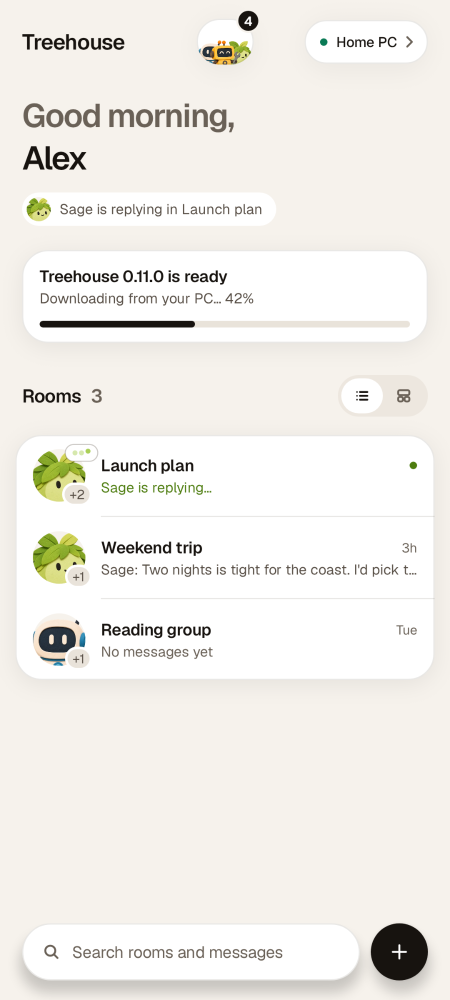 Treehouse
4
Home PC
Good morning,
Alex
Sage is replying in Launch plan
Treehouse 0.11.0 is ready
Downloading from your PC... 42%
Rooms 3
Launch plan
+2
Sage is replying...
Weekend trip 3h
+1
Sage: Two nights is tight for the coast. I'd pick t...
Reading group Tue
+1
No messages yet
Search rooms and messages